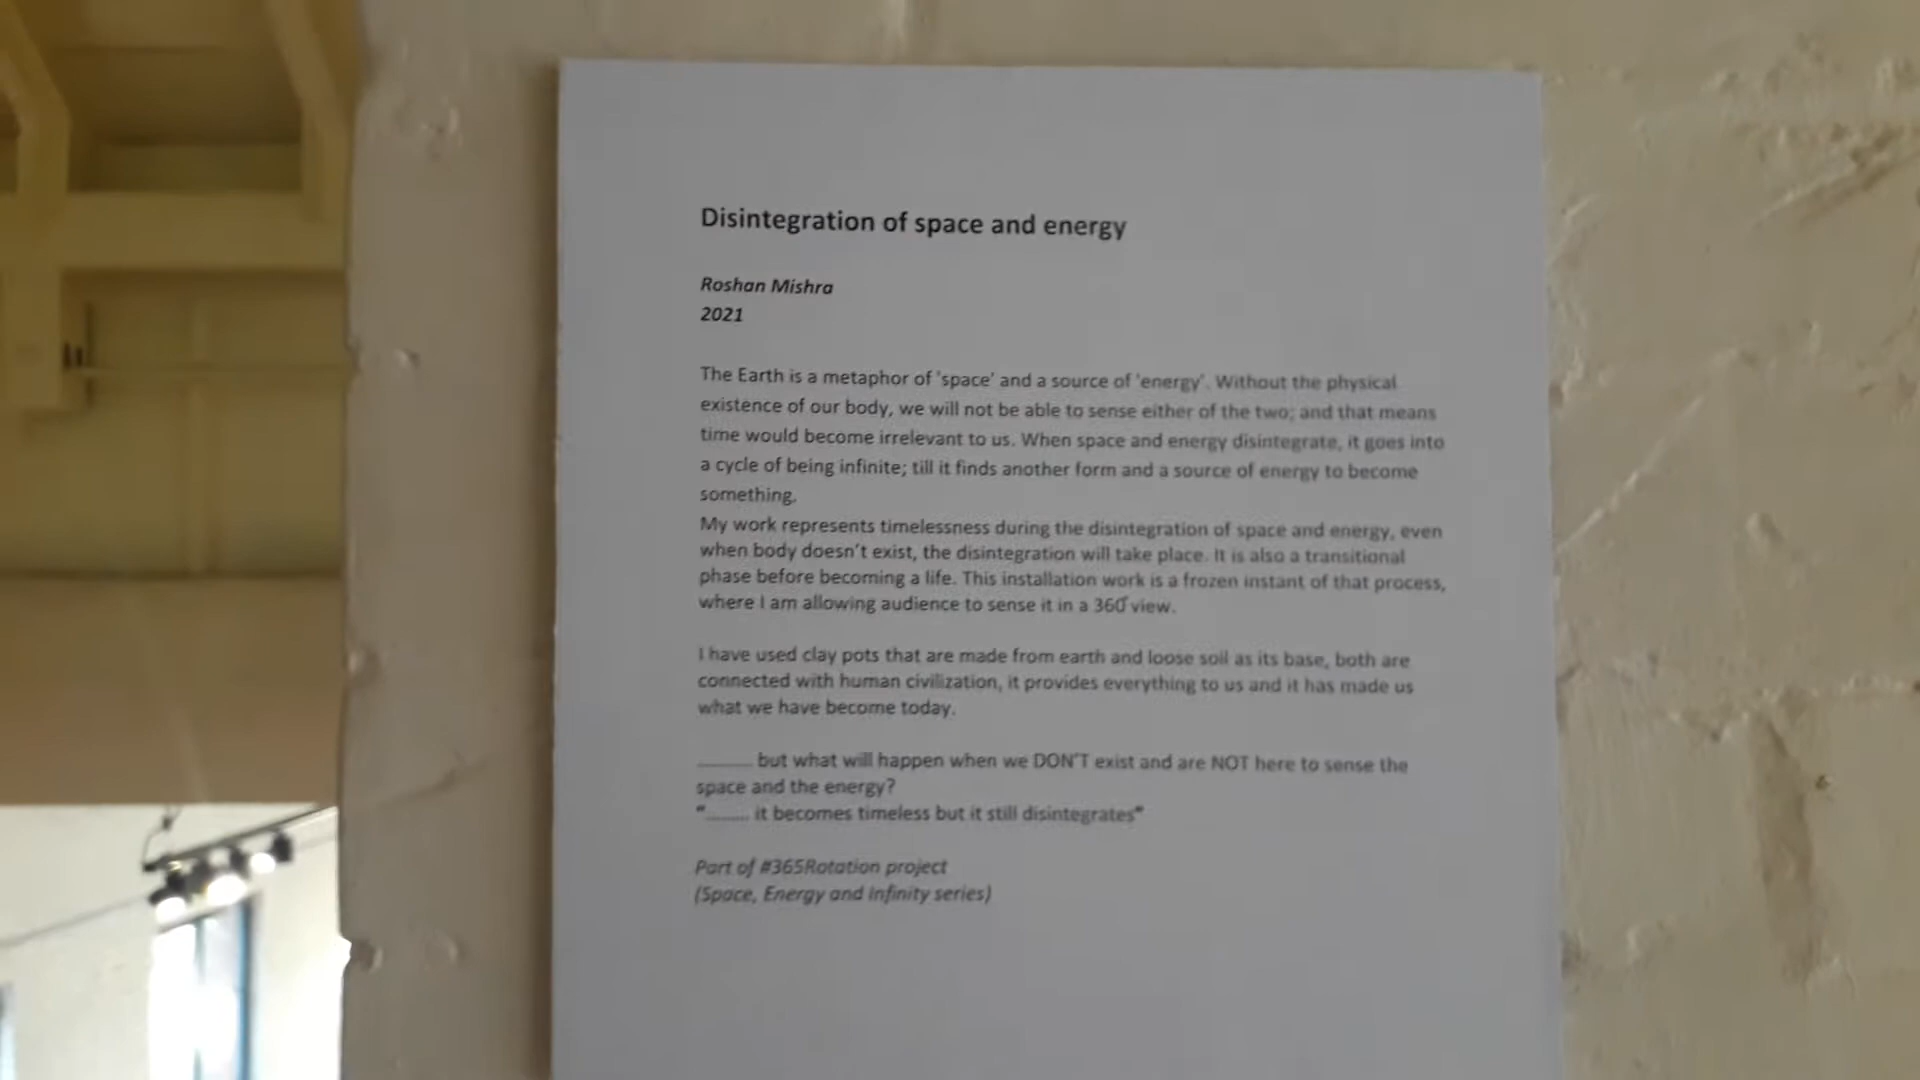 Disintegration of space and energy
Roshan Mishra
2021
The Earth is a metaphor of 'space' and a source of 'energy'. Without the physical
existence of our body, we will not be able to sense either of the two; and that means
time would become irrelevant to us. When space and energy disintegrate, it goes into
a cycle of being infinite; till it finds another form and a source of energy to become
something.
My work represents timelessness during the disintegration of space and energy, even
when body doesn't exist, the disintegration will take place. It is also a transitional
phase before becoming a life. This installation work is a frozen instant of that process,
where I am allowing audience to sense it in a 360° view.
I have used clay pots that are made from earth and loose soil as its base, both are
connected with human civilization, it provides everything to us and it has made us
what we have become today.
.......... but what will happen when we DON'T exist and are NOT here to sense the
space and the energy?
"........ it becomes timeless but it still disintegrates"
Part of #365Rotation project
(Space, Energy and Infinity series)